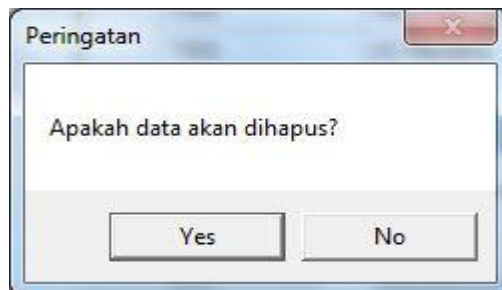 Peringatan
Apakah data akan dihapus?
Yes
No